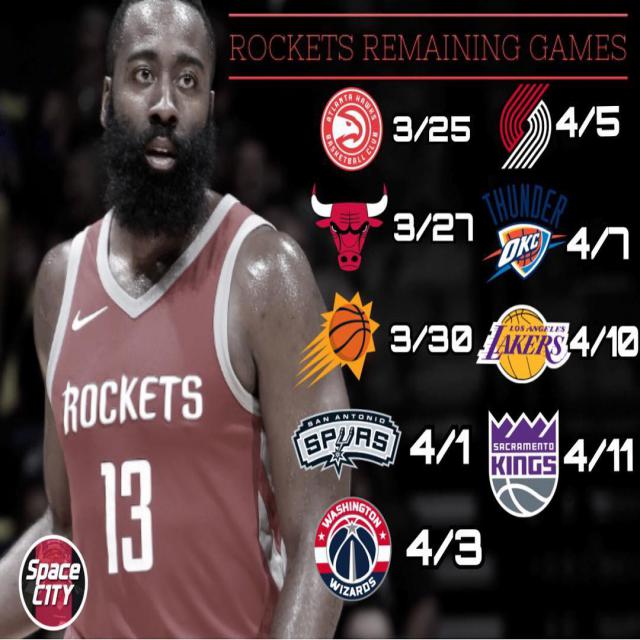 ROCKETS REMAINING GAMES
ATLANTA HAWKS
BASKETBALL CLUB
3/25
4/5
3/27
THUNDER
OKC
4/7
3/30
LOS ANGELES
LAKERS
4/10
SAN ANTONIO
SPURS
4/1
SACRAMENTO
KINGS
4/11
WASHINGTON
WIZARDS
4/3
ROCKETS
13
Space
CITY